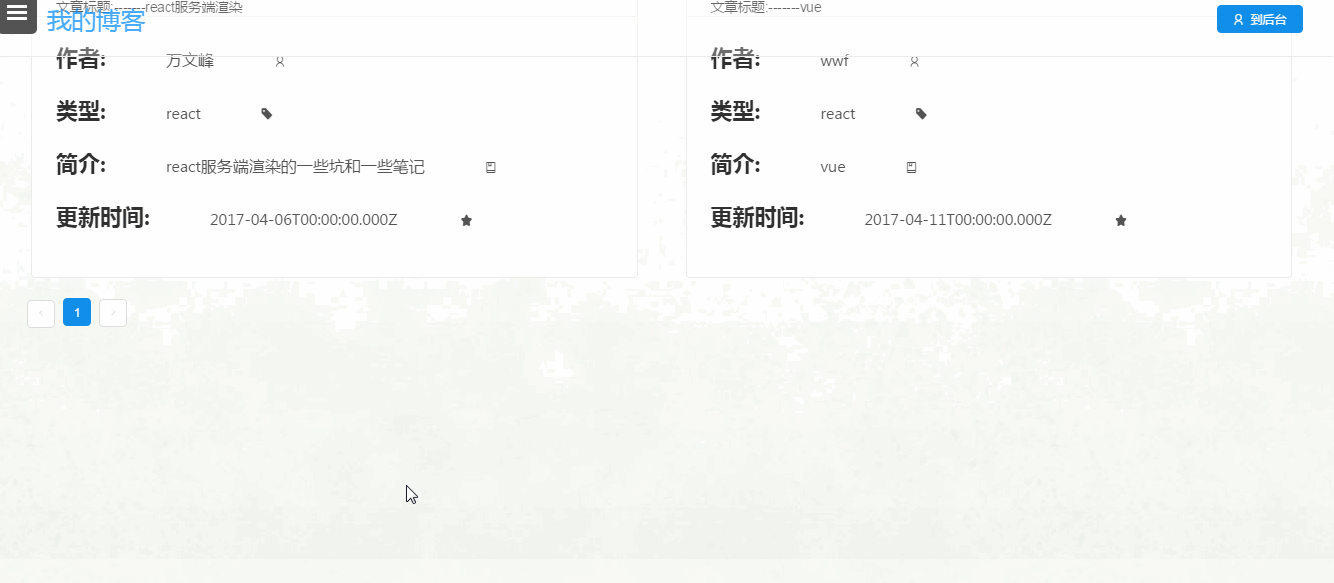 文章标题:-------react服务端渲染
文章标题:-------vue
我的博客
到后台
作者: 万文峰
类型: react
简介: react服务端渲染的一些坑和一些笔记
更新时间: 2017-04-06T00:00:00.000Z
作者: wwf
类型: react
简介: vue
更新时间: 2017-04-11T00:00:00.000Z
1